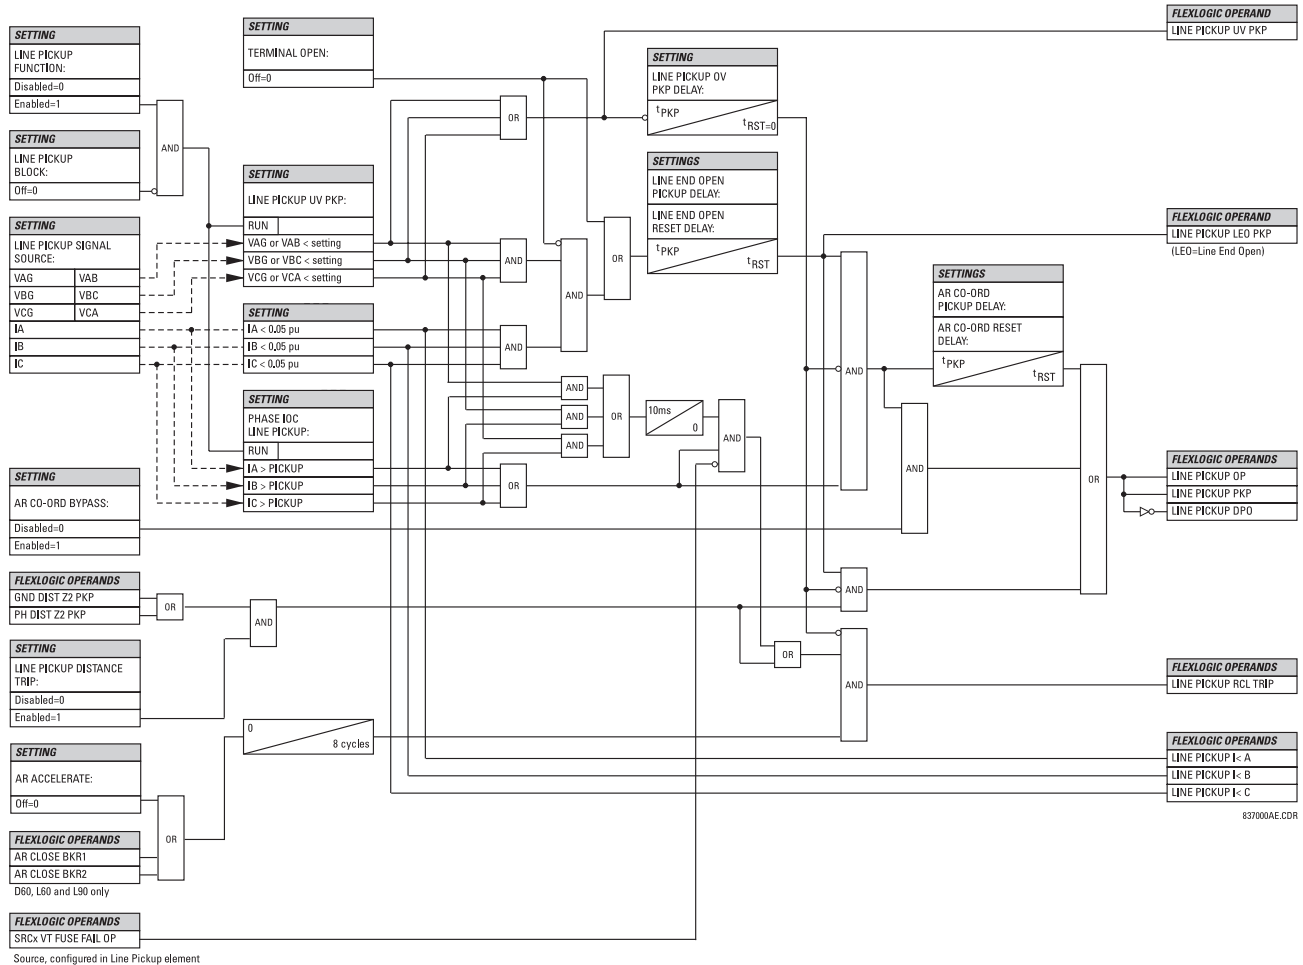 SETTING
LINE PICKUP
FUNCTION:
Disabled=0
Enabled=1
SETTING
LINE PICKUP
BLOCK:
Off=0
SETTING
LINE PICKUP SIGNAL
SOURCE:
VAG VAB
VBG VBC
VCG VCA
IA
IB
IC
SETTING
AR CO-ORD BYPASS:
Disabled=0
Enabled=1
FLEXLOGIC OPERANDS
GND DIST Z2 PKP
PH DIST Z2 PKP
SETTING
LINE PICKUP DISTANCE
TRIP:
Disabled=0
Enabled=1
SETTING
AR ACCELERATE:
Off=0
FLEXLOGIC OPERANDS
AR CLOSE BKR1
AR CLOSE BKR2
D60, L60 and L90 only
FLEXLOGIC OPERANDS
SRCx VT FUSE FAIL OP
Source, configured in Line Pickup element
AND
OR
OR
SETTING
TERMINAL OPEN:
Off=0
SETTING
LINE PICKUP UV PKP:
RUN
VAG or VAB < setting
VBG or VBC < setting
VCG or VCA < setting
SETTING
IA < 0.05 pu
IB < 0.05 pu
IC < 0.05 pu
SETTING
PHASE IOC
LINE PICKUP:
RUN
IA > PICKUP
IB > PICKUP
IC > PICKUP
AND
0
8 cycles
OR
AND
AND
OR
AND
AND
AND
AND
OR
OR
SETTING
LINE PICKUP OV
PKP DELAY:
tPKP
tRST=0
SETTINGS
LINE END OPEN
PICKUP DELAY:
LINE END OPEN
RESET DELAY:
tPKP
tRST
10ms
0
AND
OR
AND
AND
AND
AND
SETTINGS
AR CO-ORD
PICKUP DELAY:
AR CO-ORD RESET
DELAY:
tPKP
tRST
OR
FLEXLOGIC OPERAND
LINE PICKUP UV PKP
FLEXLOGIC OPERAND
LINE PICKUP LEO PKP
(LEO=Line End Open)
FLEXLOGIC OPERANDS
LINE PICKUP OP
LINE PICKUP PKP
LINE PICKUP DPO
FLEXLOGIC OPERANDS
LINE PICKUP RCL TRIP
FLEXLOGIC OPERANDS
LINE PICKUP I< A
LINE PICKUP I< B
LINE PICKUP I< C
837000AE.CDR